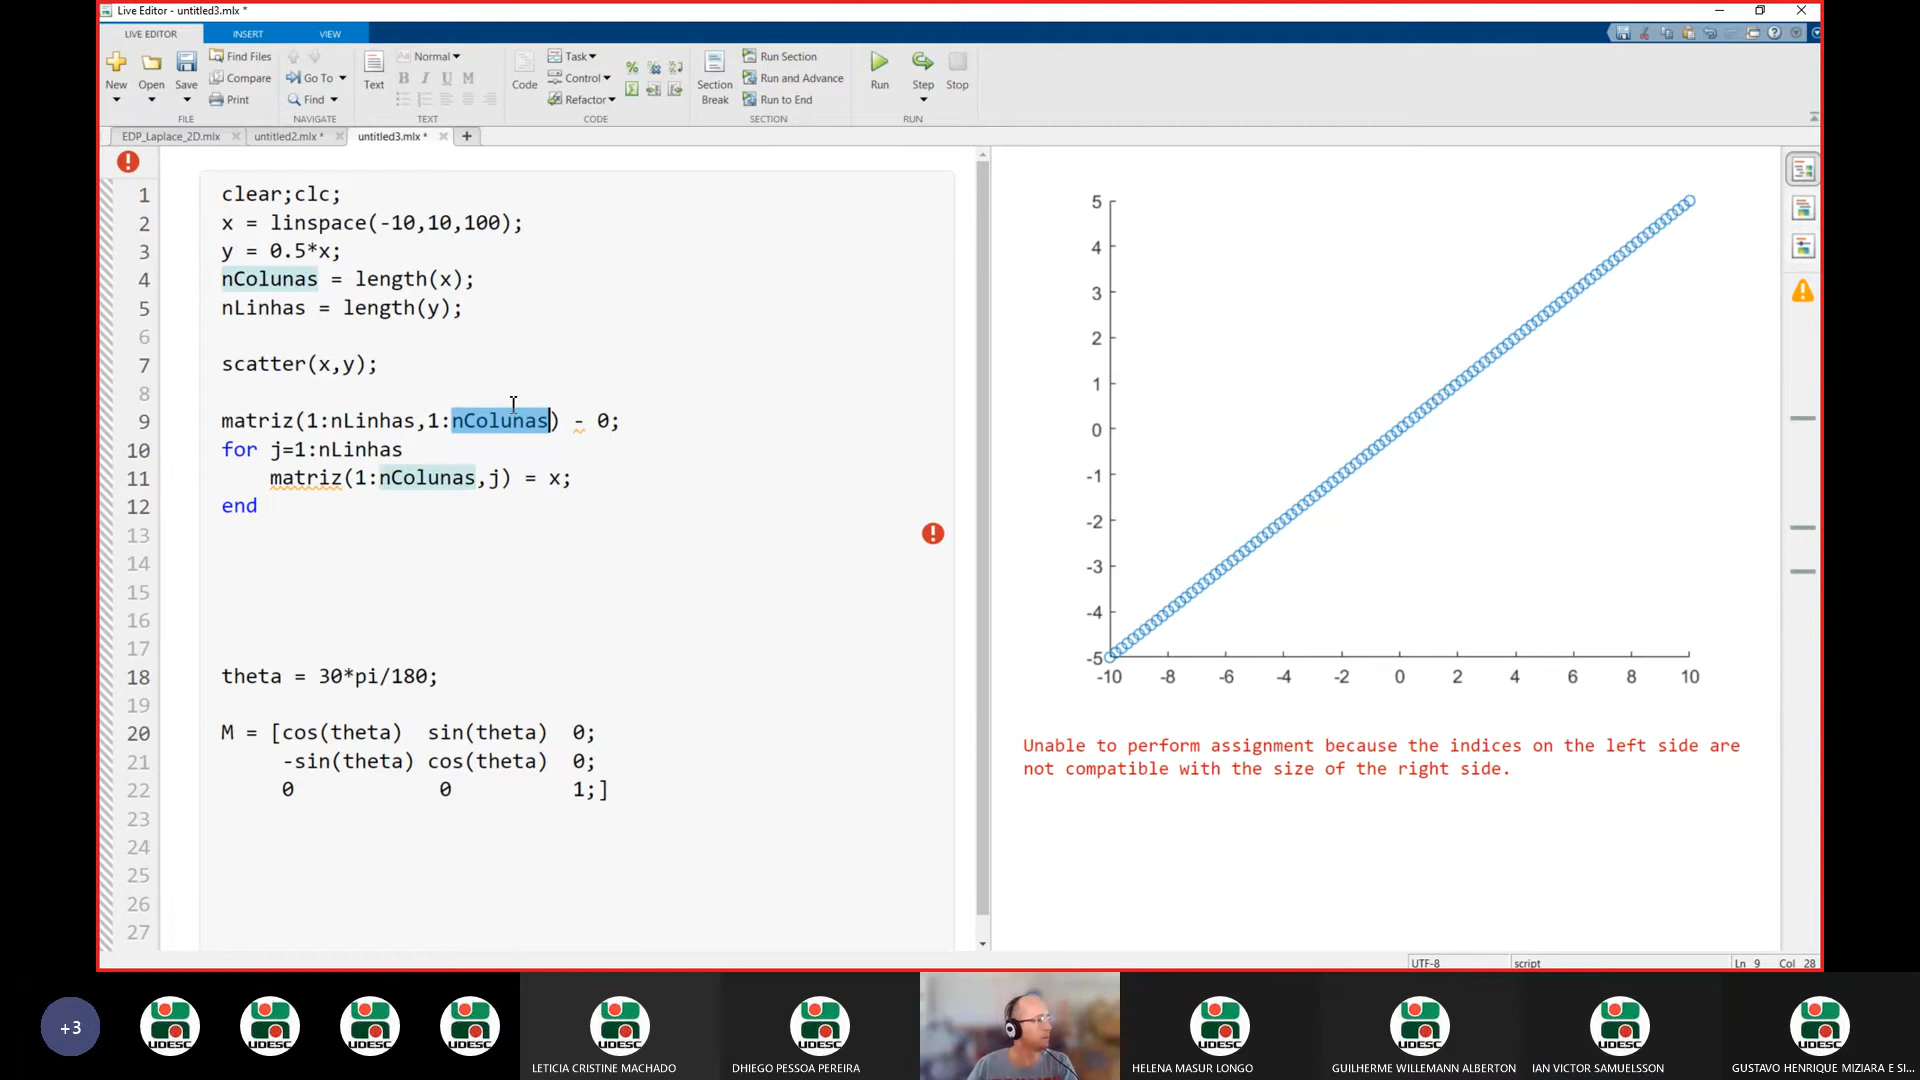 Live Editor - untitled3.mlx *
LIVE EDITOR INSERT VIEW
New Open Save Find Files Compare Print
FILE
Go To Find
NAVIGATE
Text Normal B I U M
TEXT
Code Task Control Refactor
CODE
Section Break Run Section Run and Advance Run to End
SECTION
Run Step Stop
RUN
EDP_Laplace_2D.mlx untitled2.mlx * untitled3.mlx *
1 clear;clc;
2 x = linspace(-10,10,100);
3 y = 0.5*x;
4 nColunas = length(x);
5 nLinhas = length(y);
6
7 scatter(x,y);
8
9 matriz(1:nLinhas,1:nColunas) - 0;
10 for j=1:nLinhas
11 matriz(1:nColunas,j) = x;
12 end
13
14
15
16
17
18 theta = 30*pi/180;
19
20 M = [cos(theta) sin(theta) 0;
21 -sin(theta) cos(theta) 0;
22 0 0 1;]
23
24
25
26
27
5
4
3
2
1
0
-1
-2
-3
-4
-5
-10 -8 -6 -4 -2 0 2 4 6 8 10
Unable to perform assignment because the indices on the left side are
not compatible with the size of the right side.
UTF-8 script Ln 9 Col 28
+3
UDESC UDESC UDESC UDESC UDESC UDESC UDESC UDESC UDESC UDESC
LETICIA CRISTINE MACHADO DHIEGO PESSOA PEREIRA HELENA MASUR LONGO GUILHERME WILLEMANN ALBERTON IAN VICTOR SAMUELSSON GUSTAVO HENRIQUE MIZIARA E SI...